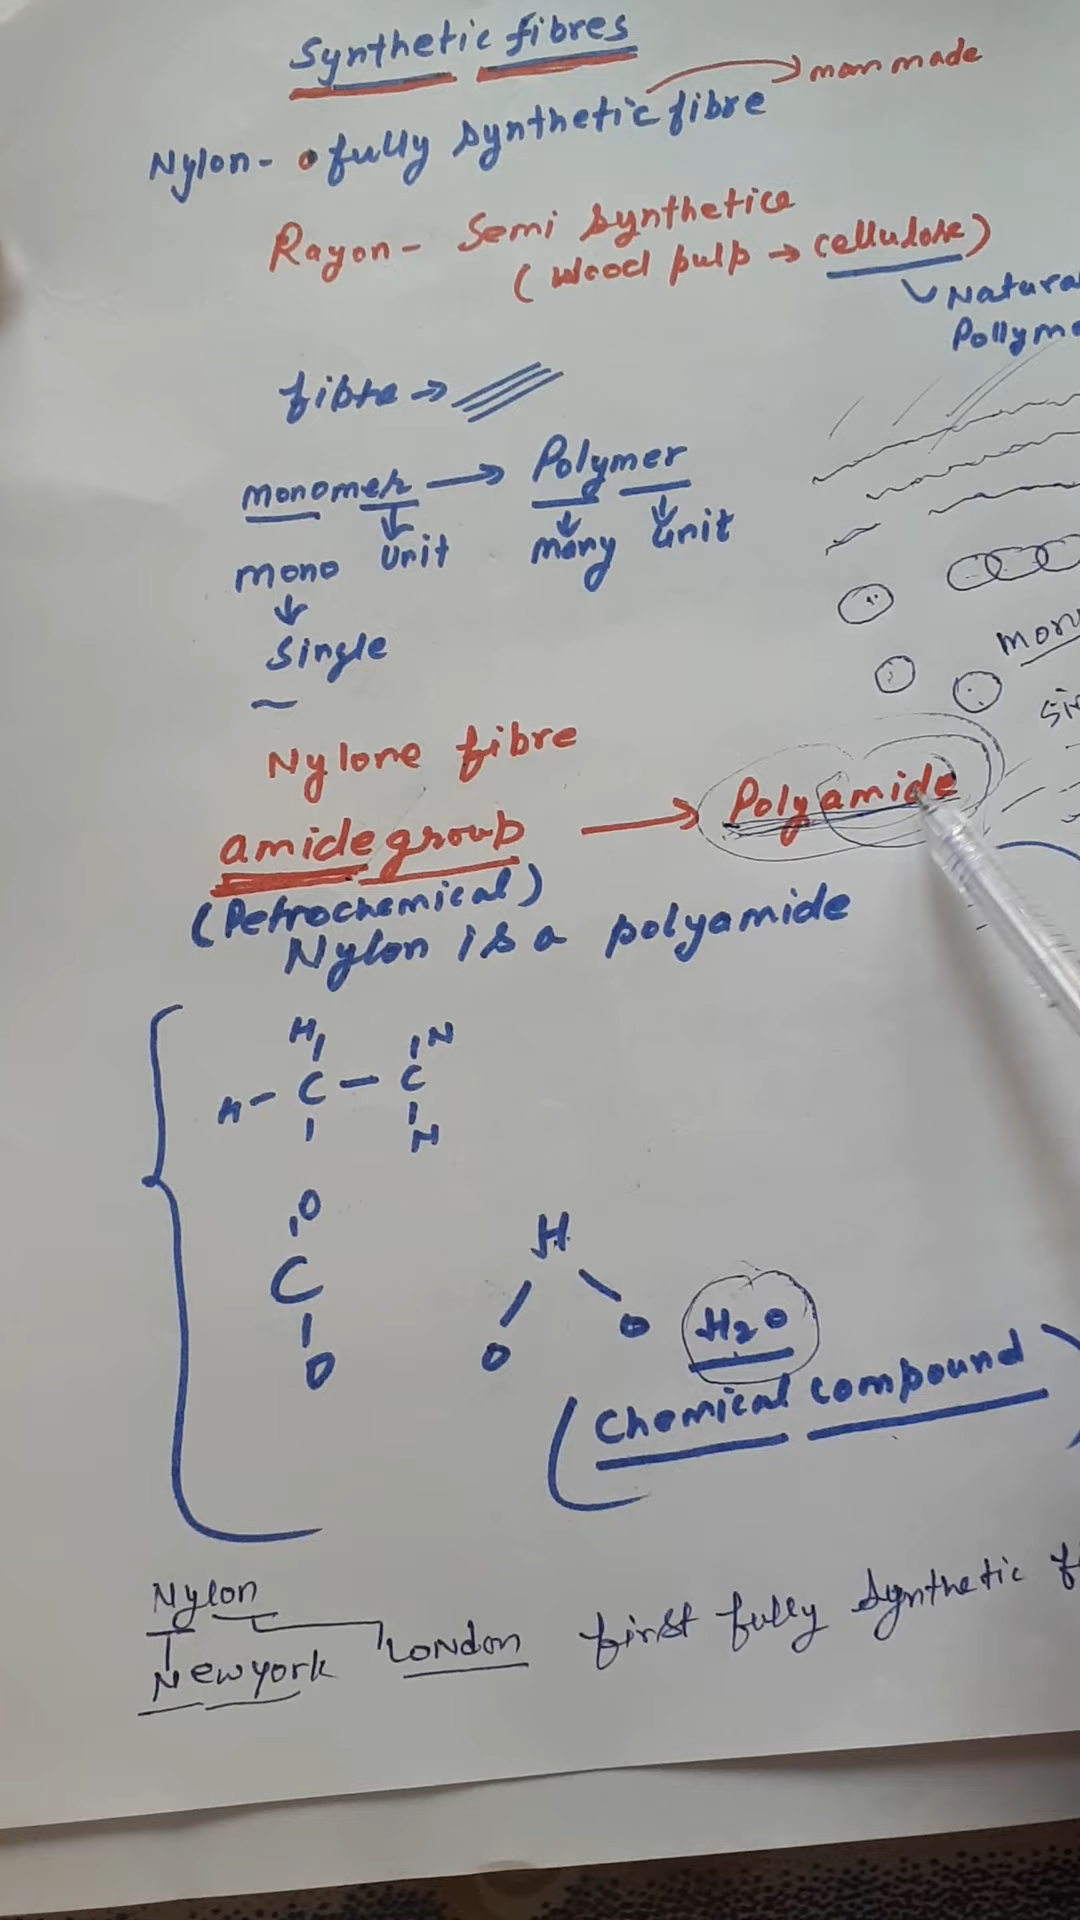 Synthetic fibres
man made
Nylon- fully synthetic fibre
Rayon- Semi synthetice
(wood pulp → cellulose)
Natura
Pollyme
fibre →
monomer → Polymer
mono unit many unit
↓
Single
Nylone fibre
amide group → Polyamide
(Petrochemical)
Nylon is a polyamide
H N
H - C - C
N
O
C
O
H
O O
H2O
(Chemical compound)
mon
Si
Nylon
Newyork London first fully synthetic f